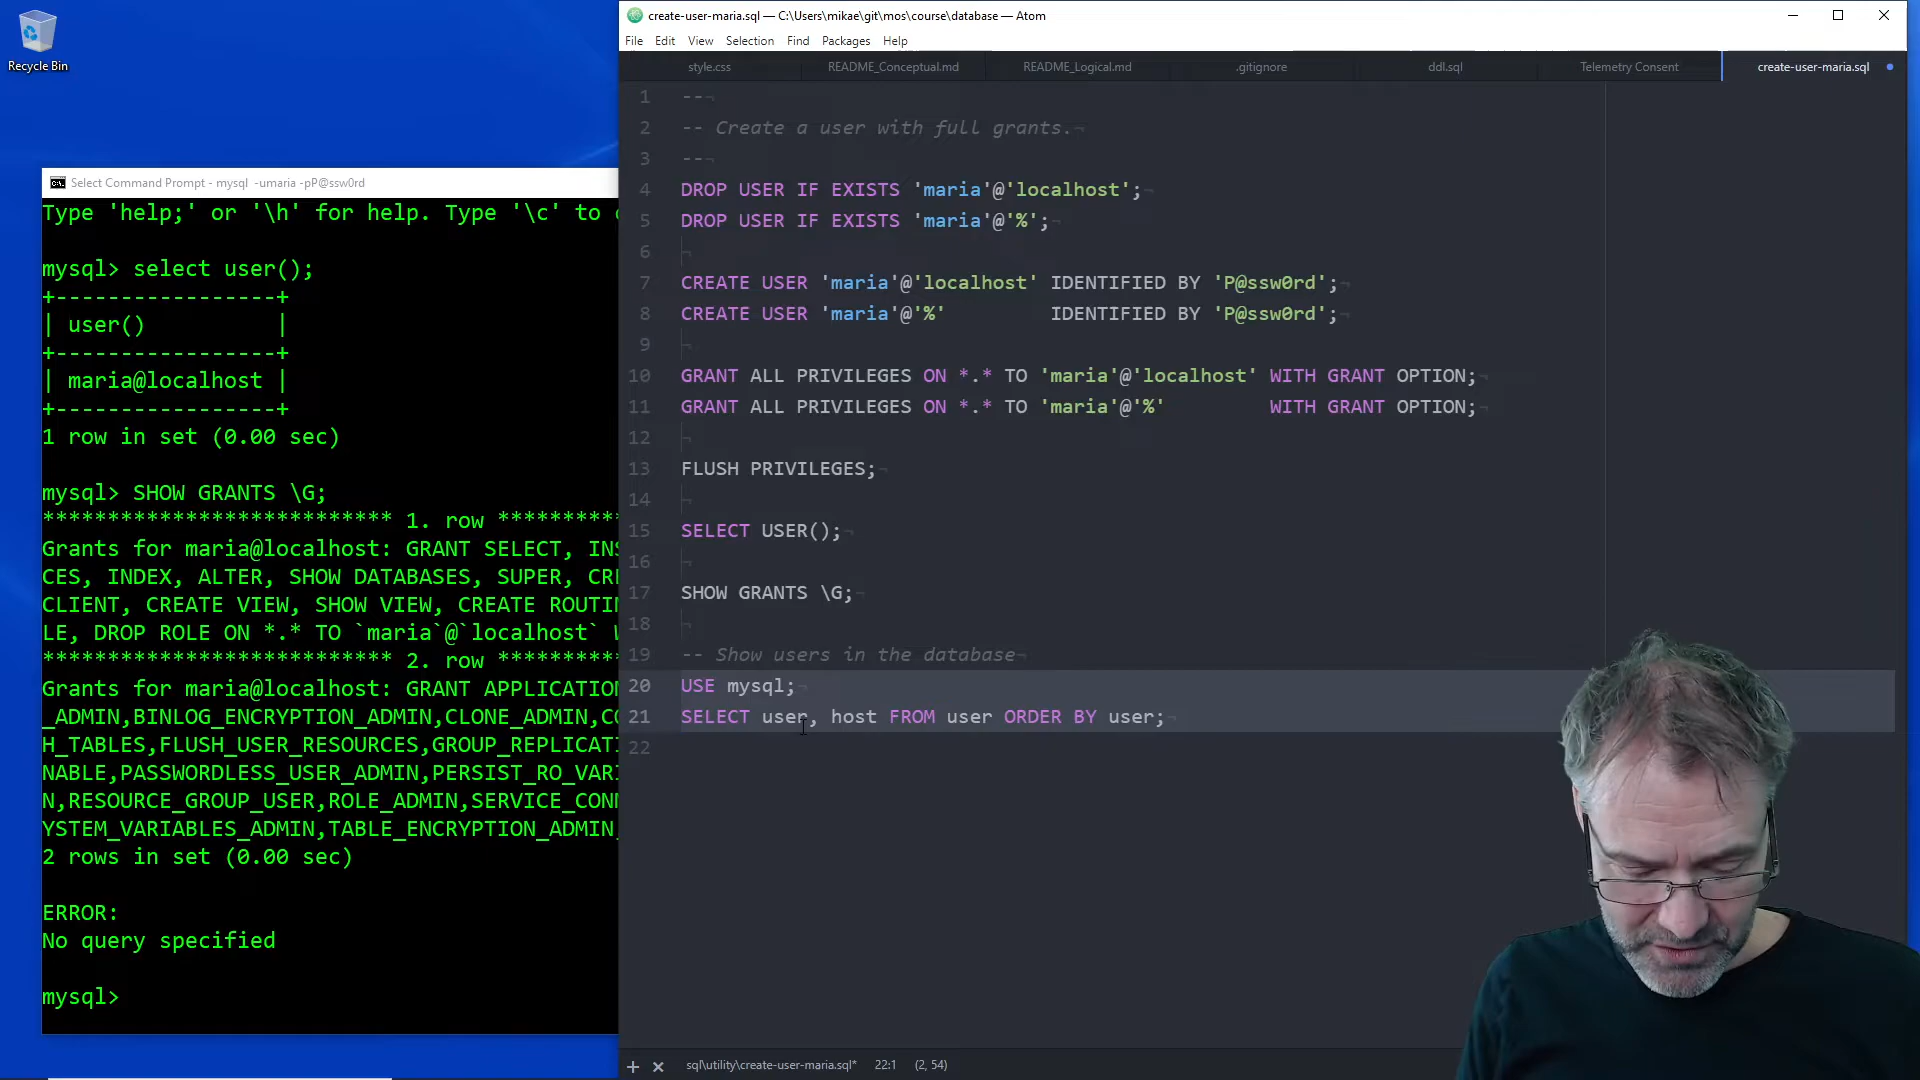 Recycle Bin
create-user-maria.sql — C:\Users\mikae\git\mos\course\database — Atom
File Edit View Selection Find Packages Help
style.css README_Conceptual.md README_Logical.md .gitignore ddl.sql Telemetry Consent create-user-maria.sql
Select Command Prompt - mysql -umaria -pP@ssw0rd
Type 'help;' or '\h' for help. Type '\c' to
mysql> select user();
+-----------------+
| user() |
+-----------------+
| maria@localhost |
+-----------------+
1 row in set (0.00 sec)
mysql> SHOW GRANTS \G;
*************************** 1. row **********
Grants for maria@localhost: GRANT SELECT, INS
CES, INDEX, ALTER, SHOW DATABASES, SUPER, CRE
CLIENT, CREATE VIEW, SHOW VIEW, CREATE ROUTIN
LE, DROP ROLE ON *.* TO `maria`@`localhost`
*************************** 2. row **********
Grants for maria@localhost: GRANT APPLICATION
_ADMIN,BINLOG_ENCRYPTION_ADMIN,CLONE_ADMIN,CO
H_TABLES,FLUSH_USER_RESOURCES,GROUP_REPLICATI
NABLE,PASSWORDLESS_USER_ADMIN,PERSIST_RO_VARI
N,RESOURCE_GROUP_USER,ROLE_ADMIN,SERVICE_CONN
YSTEM_VARIABLES_ADMIN,TABLE_ENCRYPTION_ADMIN,
2 rows in set (0.00 sec)
ERROR:
No query specified
mysql>
1 --
2 -- Create a user with full grants.
3 --
4 DROP USER IF EXISTS 'maria'@'localhost';
5 DROP USER IF EXISTS 'maria'@'%';
6
7 CREATE USER 'maria'@'localhost' IDENTIFIED BY 'P@ssw0rd';
8 CREATE USER 'maria'@'%' IDENTIFIED BY 'P@ssw0rd';
9
10 GRANT ALL PRIVILEGES ON *.* TO 'maria'@'localhost' WITH GRANT OPTION;
11 GRANT ALL PRIVILEGES ON *.* TO 'maria'@'%' WITH GRANT OPTION;
12
13 FLUSH PRIVILEGES;
14
15 SELECT USER();
16
17 SHOW GRANTS \G;
18
19 -- Show users in the database
20 USE mysql;
21 SELECT user, host FROM user ORDER BY user;
22
sql\utility\create-user-maria.sql* 22:1 (2, 54)